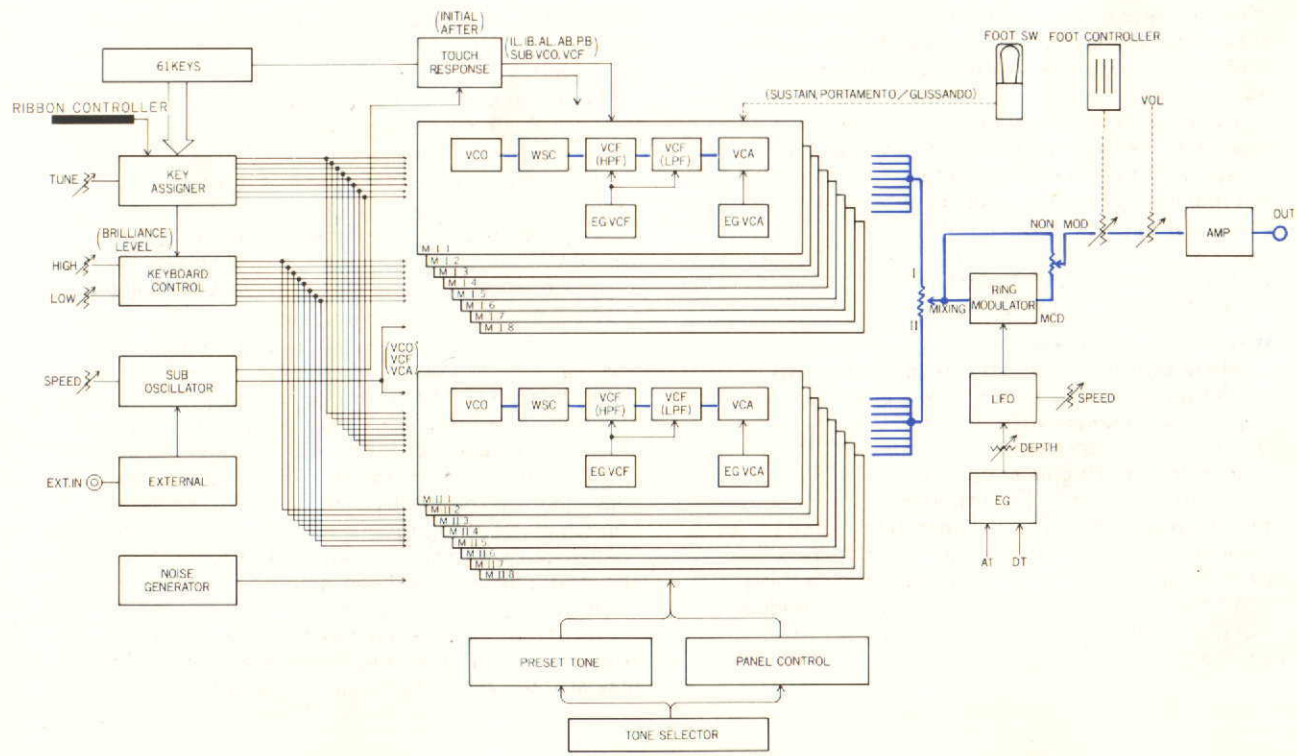 (INITIAL
AFTER)
(IL. IB. AL. AB. PB
SUB VCO. VCF)
FOOT SW
FOOT CONTROLLER
61KEYS
TOUCH
RESPONSE
RIBBON CONTROLLER
(SUSTAIN, PORTAMENTO/GLISSANDO)
VOL
TUNE
KEY
ASSIGNER
VCO
WSC
VCF
(HPF)
VCF
(LPF)
VCA
EG VCF
EG VCA
NON
MOD
AMP
OUT
(BRILLIANCE
LEVEL)
HIGH
LOW
KEYBOARD
CONTROL
M I 1
M I 2
M I 3
M I 4
M I 5
M I 6
M I 7
M I 8
I
II
MIXING
RING
MODULATOR
MCD
SPEED
SUB
OSCILLATOR
(VCO
VCF
VCA)
VCO
WSC
VCF
(HPF)
VCF
(LPF)
VCA
EG VCF
EG VCA
LFO
SPEED
DEPTH
EXT.IN
EXTERNAL
EG
M II 1
M II 2
M II 3
M II 4
M II 5
M II 6
M II 7
M II 8
AT
DT
NOISE
GENERATOR
PRESET TONE
PANEL CONTROL
TONE SELECTOR